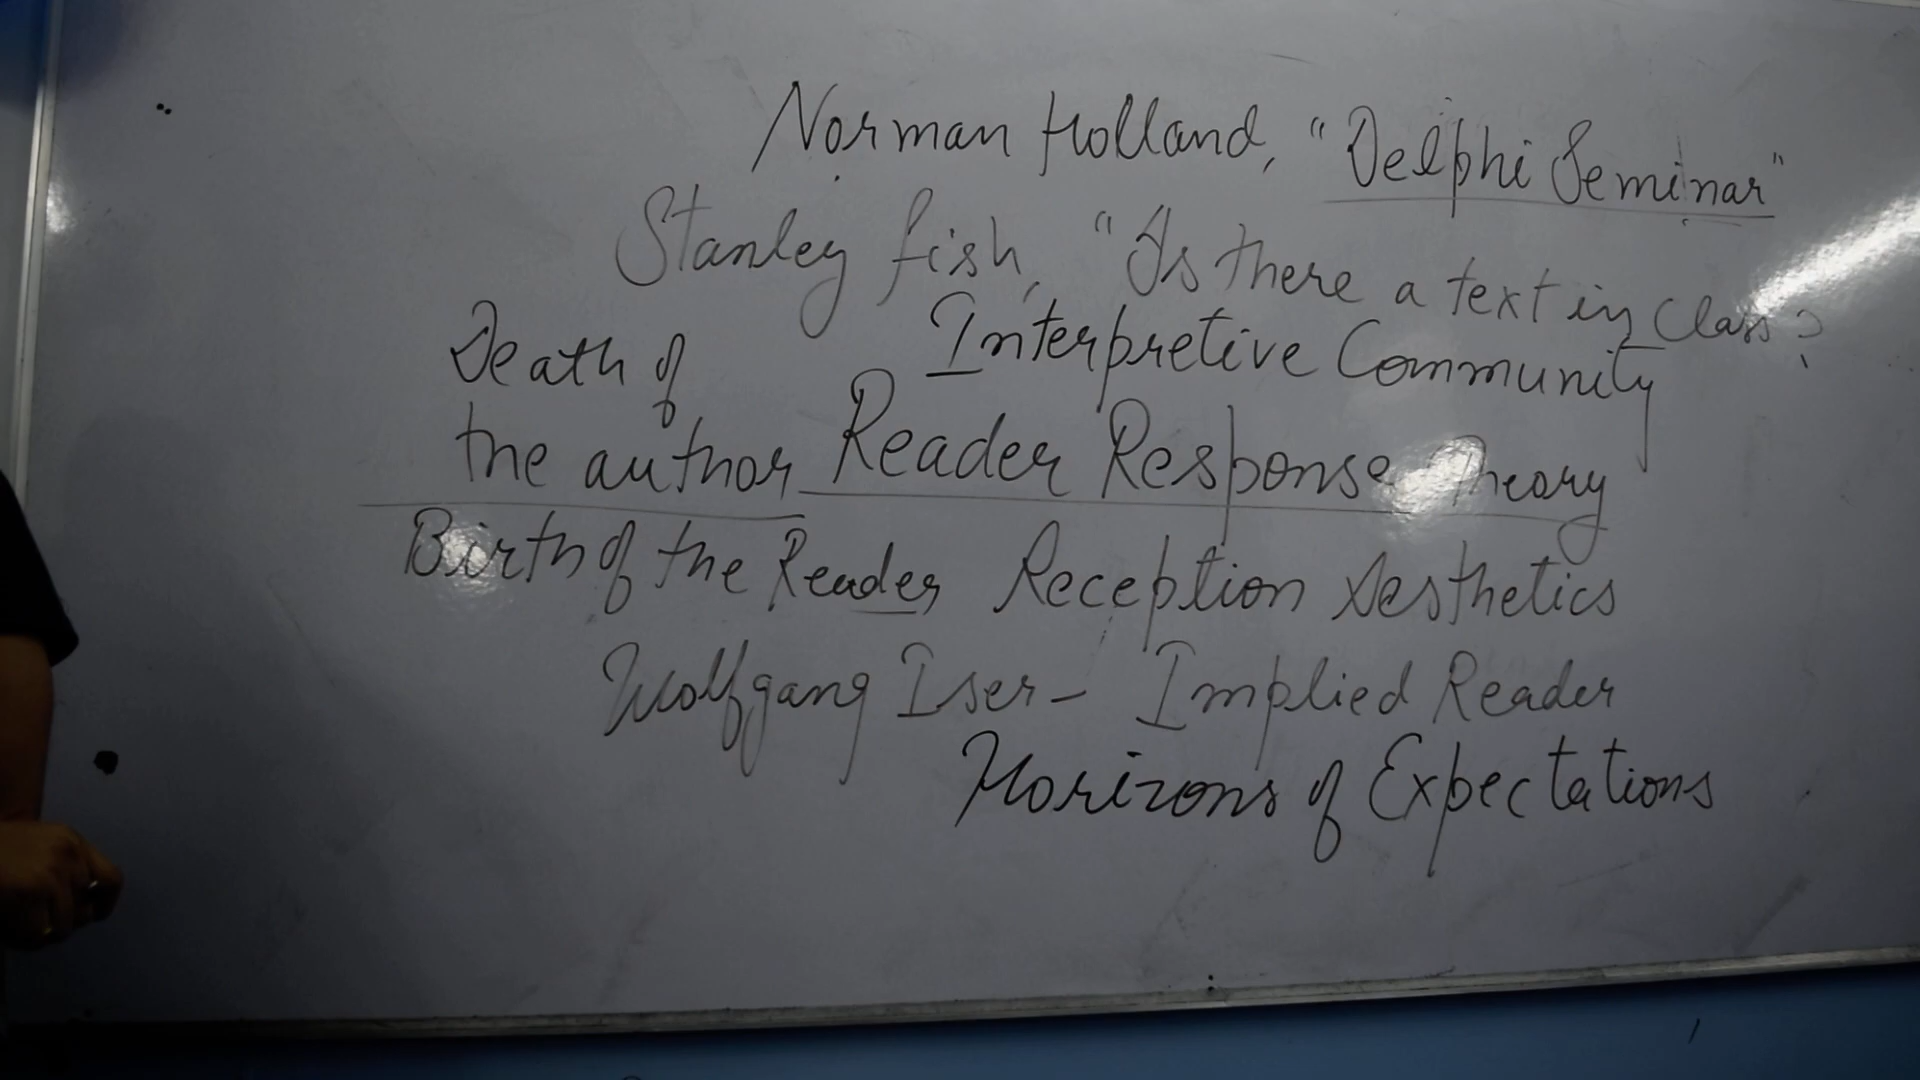 Norman Holland, "Delphi Seminar"
Stanley Fish, "Is there a text in class?
Interpretive Community
Death of
the author
Reader Response Theory
Birth of the Reader
Reception Aesthetics
Wolfgang Iser - Implied Reader
Horizons of Expectations